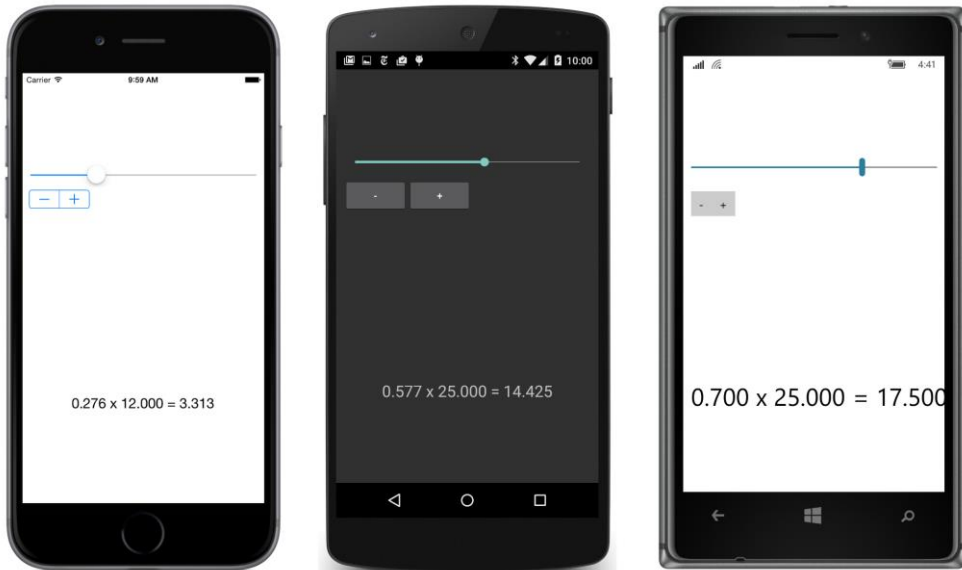 Carrier 9:59 AM
0.276 x 12.000 = 3.313
10:00
- +
0.577 x 25.000 = 14.425
4:41
- +
0.700 x 25.000 = 17.500